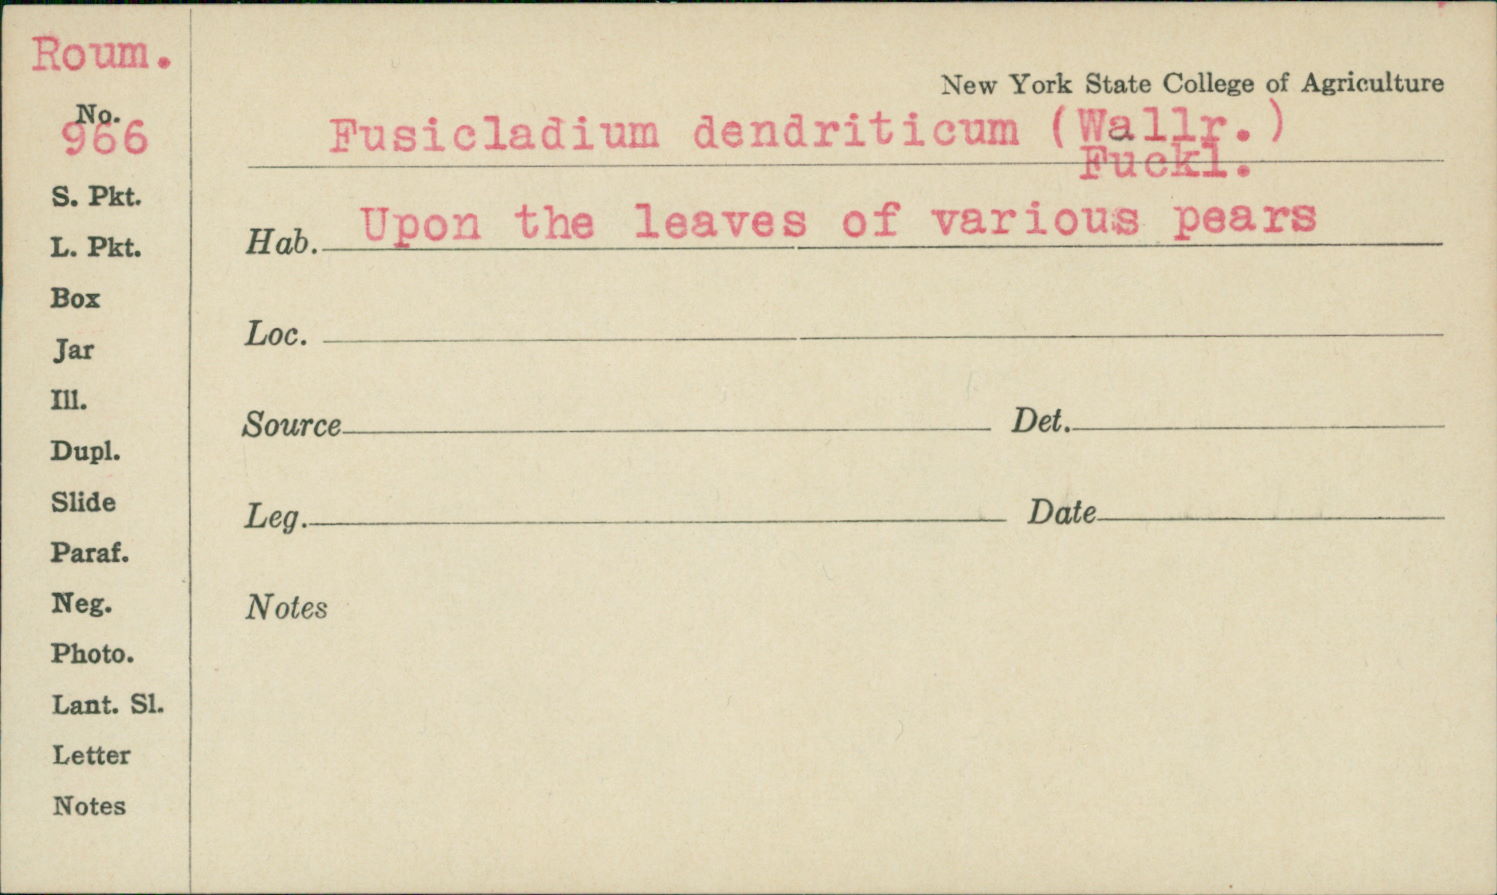 Roum.
No.
966
S. Pkt.
L. Pkt.
Box
Jar
Ill.
Dupl.
Slide
Paraf.
Neg.
Photo.
Lant. Sl.
Letter
Notes
New York State College of Agriculture
Fusicladium dendriticum (Wallr.)
Fuckl.
Hab. Upon the leaves of various pears
Loc.
Source Det.
Leg. Date
Notes